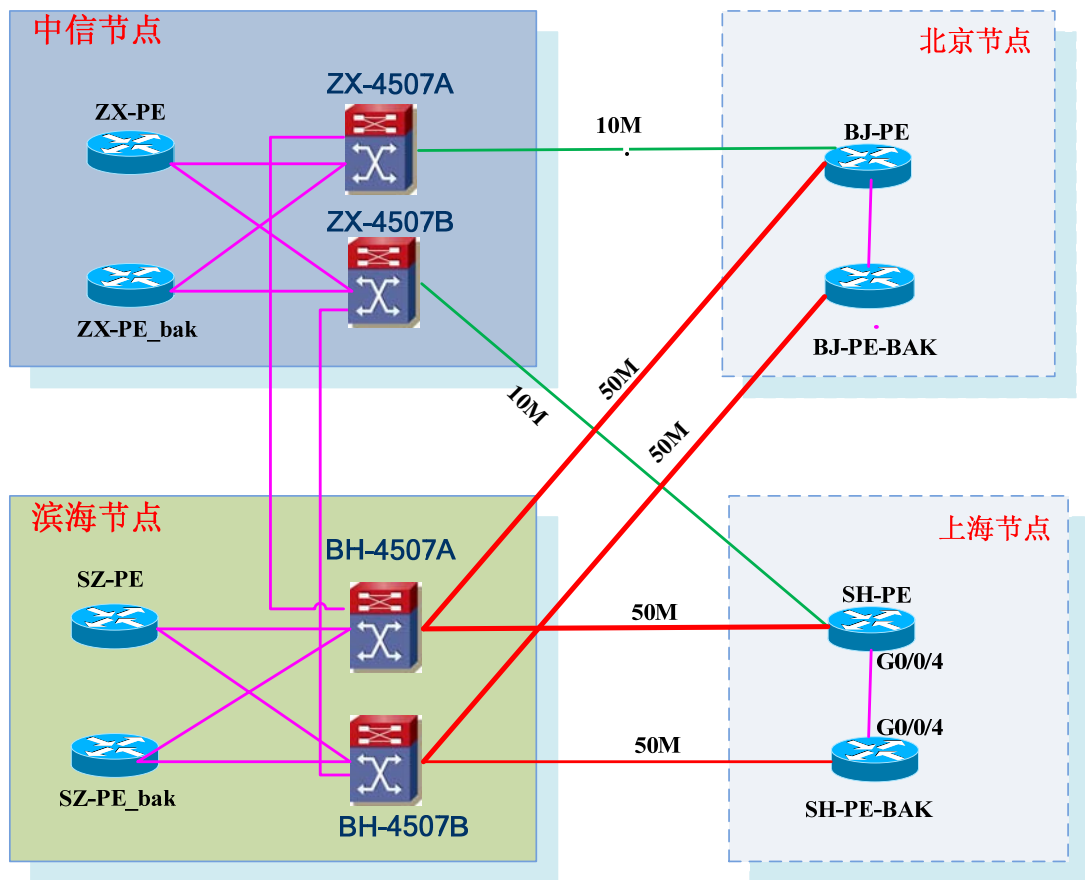 中信节点
ZX-4507A
ZX-PE
ZX-4507B
ZX-PE_bak
10M
北京节点
BJ-PE
BJ-PE-BAK
50M
10M
50M
滨海节点
BH-4507A
SZ-PE
SZ-PE_bak
BH-4507B
50M
50M
上海节点
SH-PE
G0/0/4
G0/0/4
SH-PE-BAK